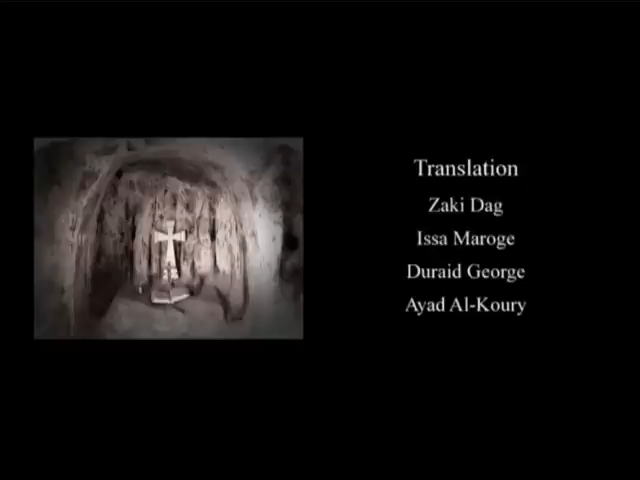 Translation
Zaki Dag
Issa Maroge
Duraid George
Ayad Al-Koury